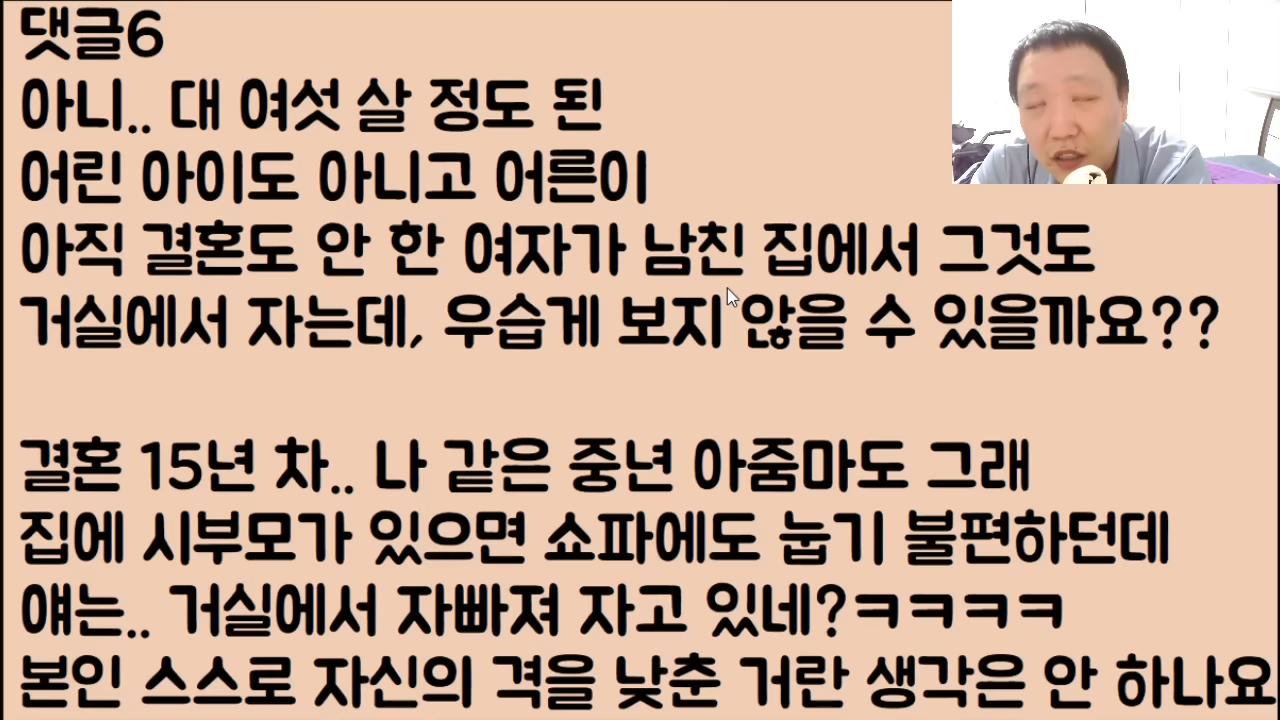 댓글6
아니.. 대 여섯 살 정도 된
어린 아이도 아니고 어른이
아직 결혼도 안 한 여자가 남친 집에서 그것도
거실에서 자는데, 우습게 보지 않을 수 있을까요??
결혼 15년 차.. 나 같은 중년 아줌마도 그래
집에 시부모가 있으면 쇼파에도 눕기 불편하던데
얘는.. 거실에서 자빠져 자고 있네?ㅋㅋㅋㅋ
본인 스스로 자신의 격을 낮춘 거란 생각은 안 하나요